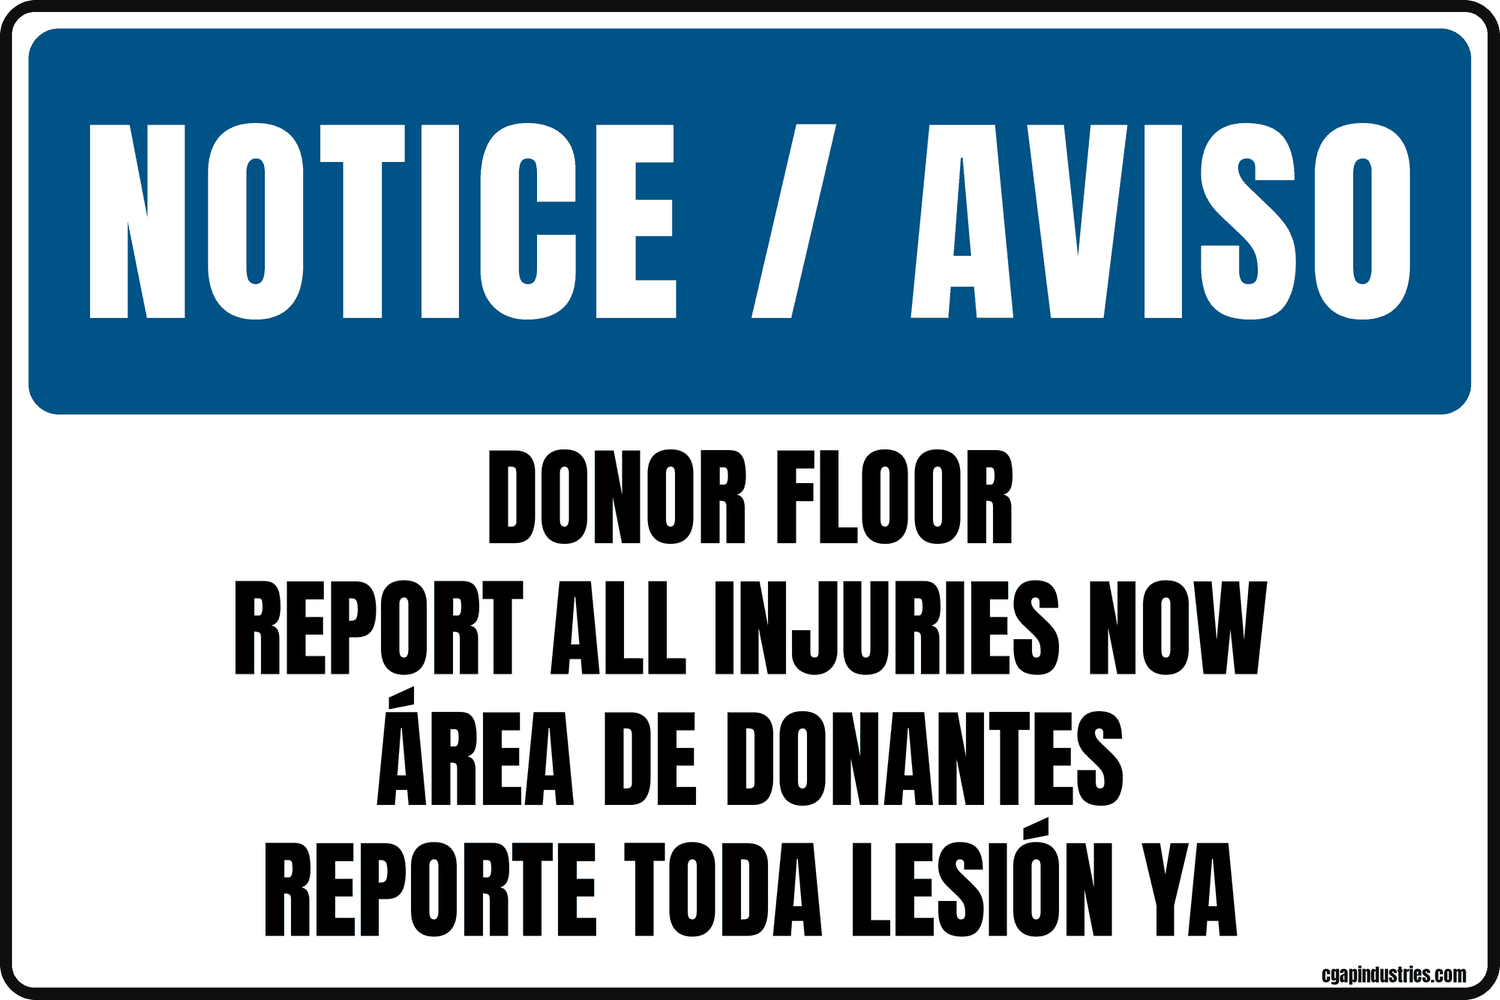 NOTICE / AVISO
DONOR FLOOR
REPORT ALL INJURIES NOW
ÁREA DE DONANTES
REPORTE TODA LESIÓN YA
cgapindustries.com